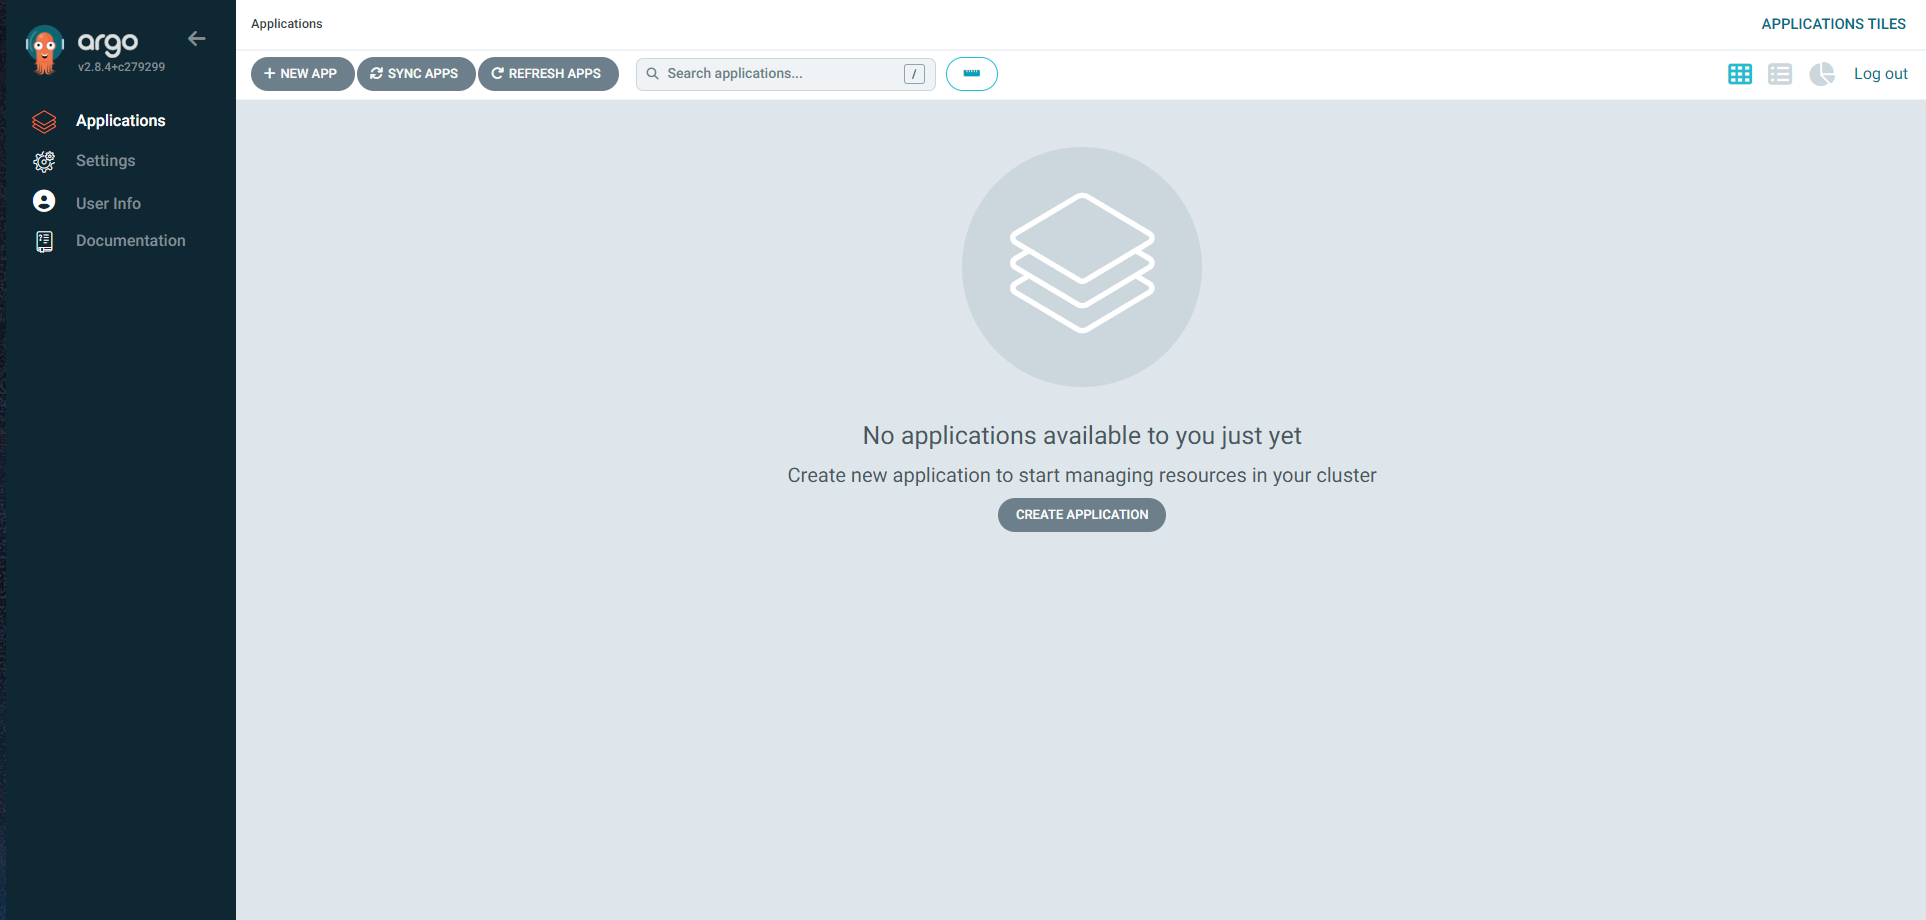 argo
v2.8.4+c279299
Applications
Settings
User Info
Documentation
Applications
APPLICATIONS TILES
NEW APP
SYNC APPS
REFRESH APPS
Search applications...
/
Log out
No applications available to you just yet
Create new application to start managing resources in your cluster
CREATE APPLICATION